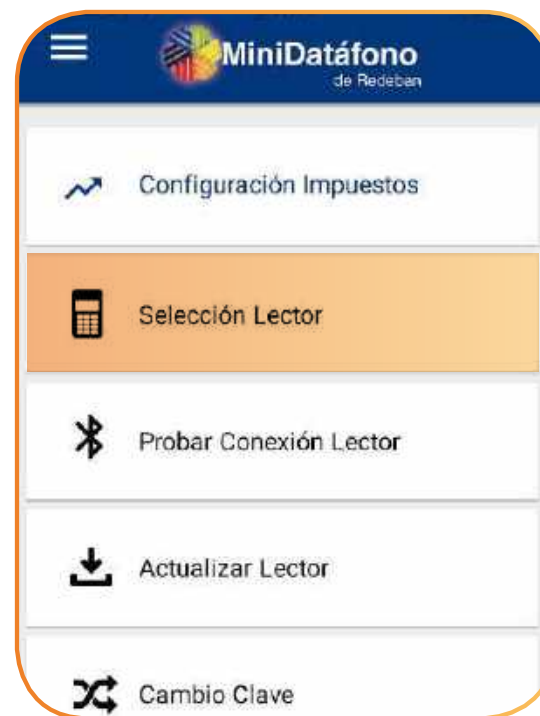 MiniDatáfono
de Redeban
Configuración Impuestos
Selección Lector
Probar Conexión Lector
Actualizar Lector
Cambio Clave